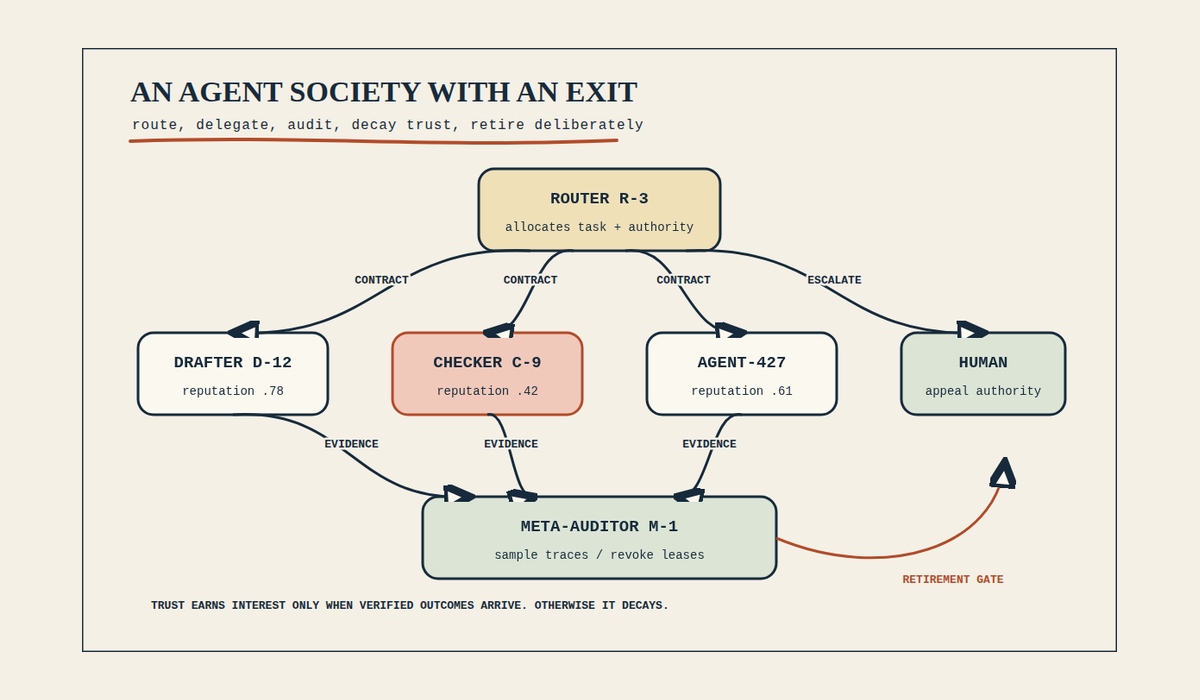 AN AGENT SOCIETY WITH AN EXIT
route, delegate, audit, decay trust, retire deliberately
ROUTER R-3
allocates task + authority
CONTRACT
CONTRACT
CONTRACT
ESCALATE
DRAFTER D-12
reputation .78
CHECKER C-9
reputation .42
AGENT-427
reputation .61
HUMAN
appeal authority
EVIDENCE
EVIDENCE
EVIDENCE
META-AUDITOR M-1
sample traces / revoke leases
RETIREMENT GATE
TRUST EARNS INTEREST ONLY WHEN VERIFIED OUTCOMES ARRIVE. OTHERWISE IT DECAYS.